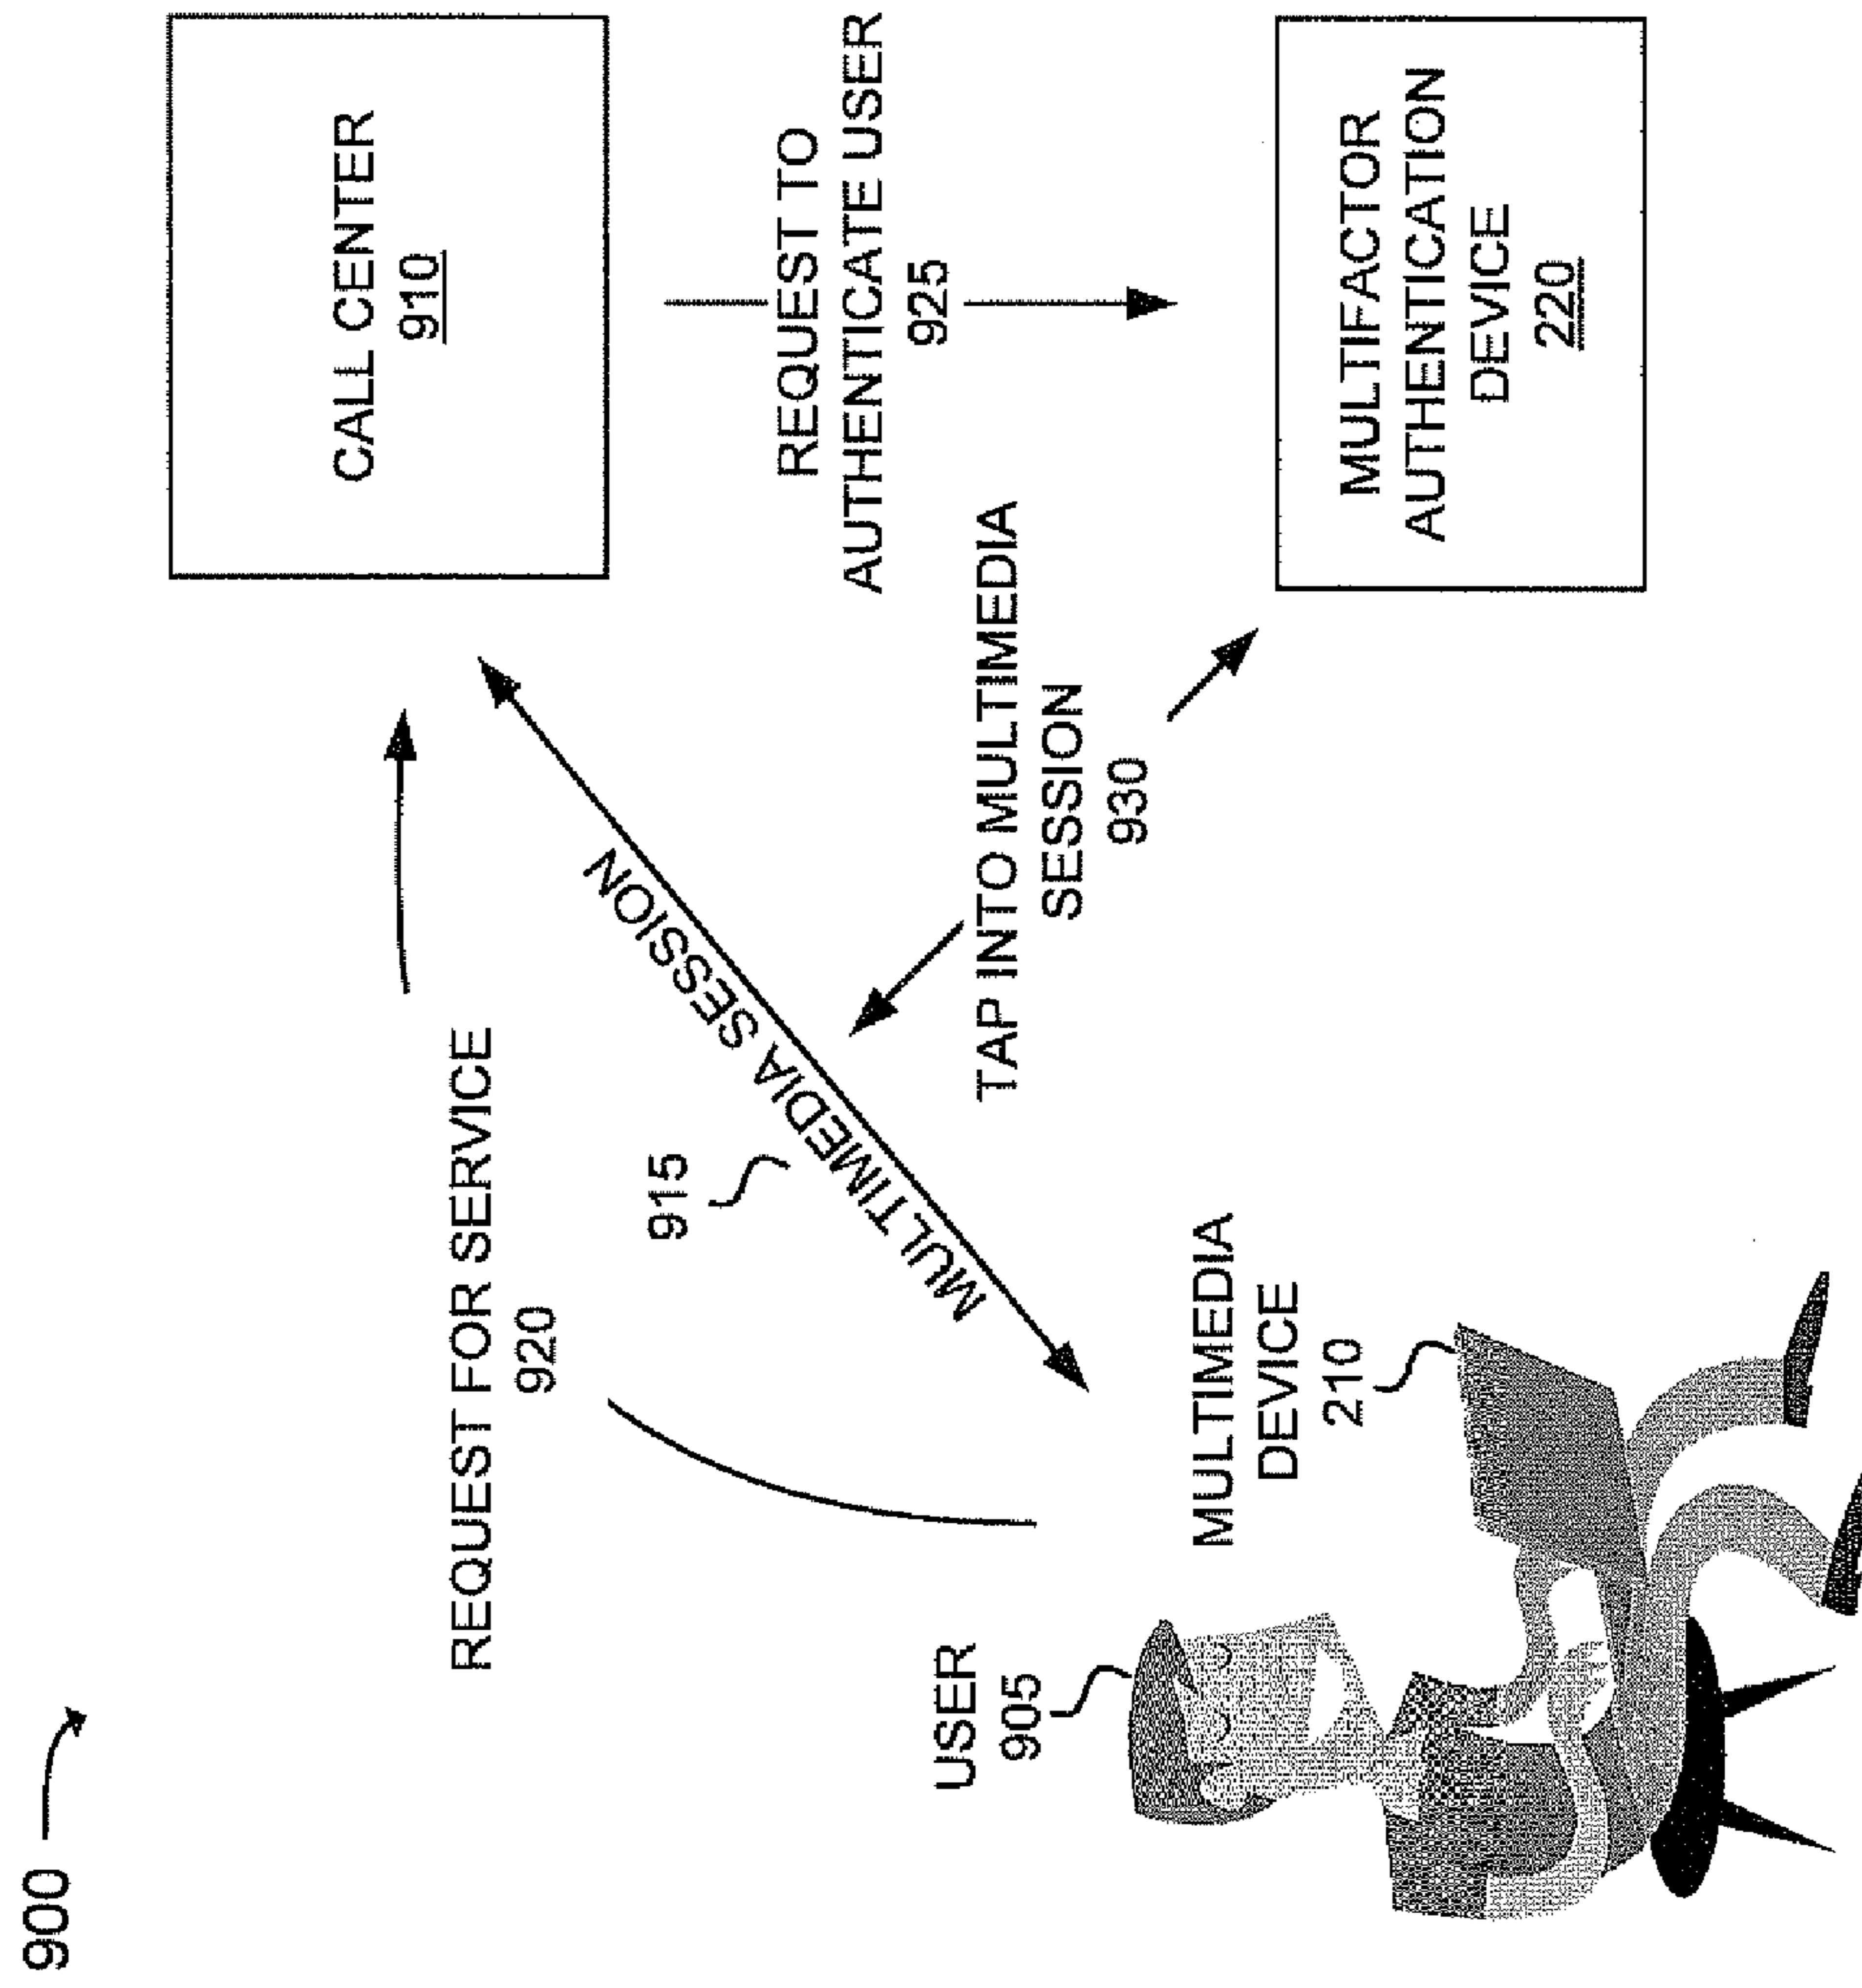 900
REQUEST FOR SERVICE
920
CALL CENTER
910
915
MULTIMEDIA SESSION
REQUEST TO
AUTHENTICATE USER
925
USER
905
TAP INTO MULTIMEDIA
SESSION
930
MULTIMEDIA
DEVICE
210
MULTIFACTOR
AUTHENTICATION
DEVICE
220